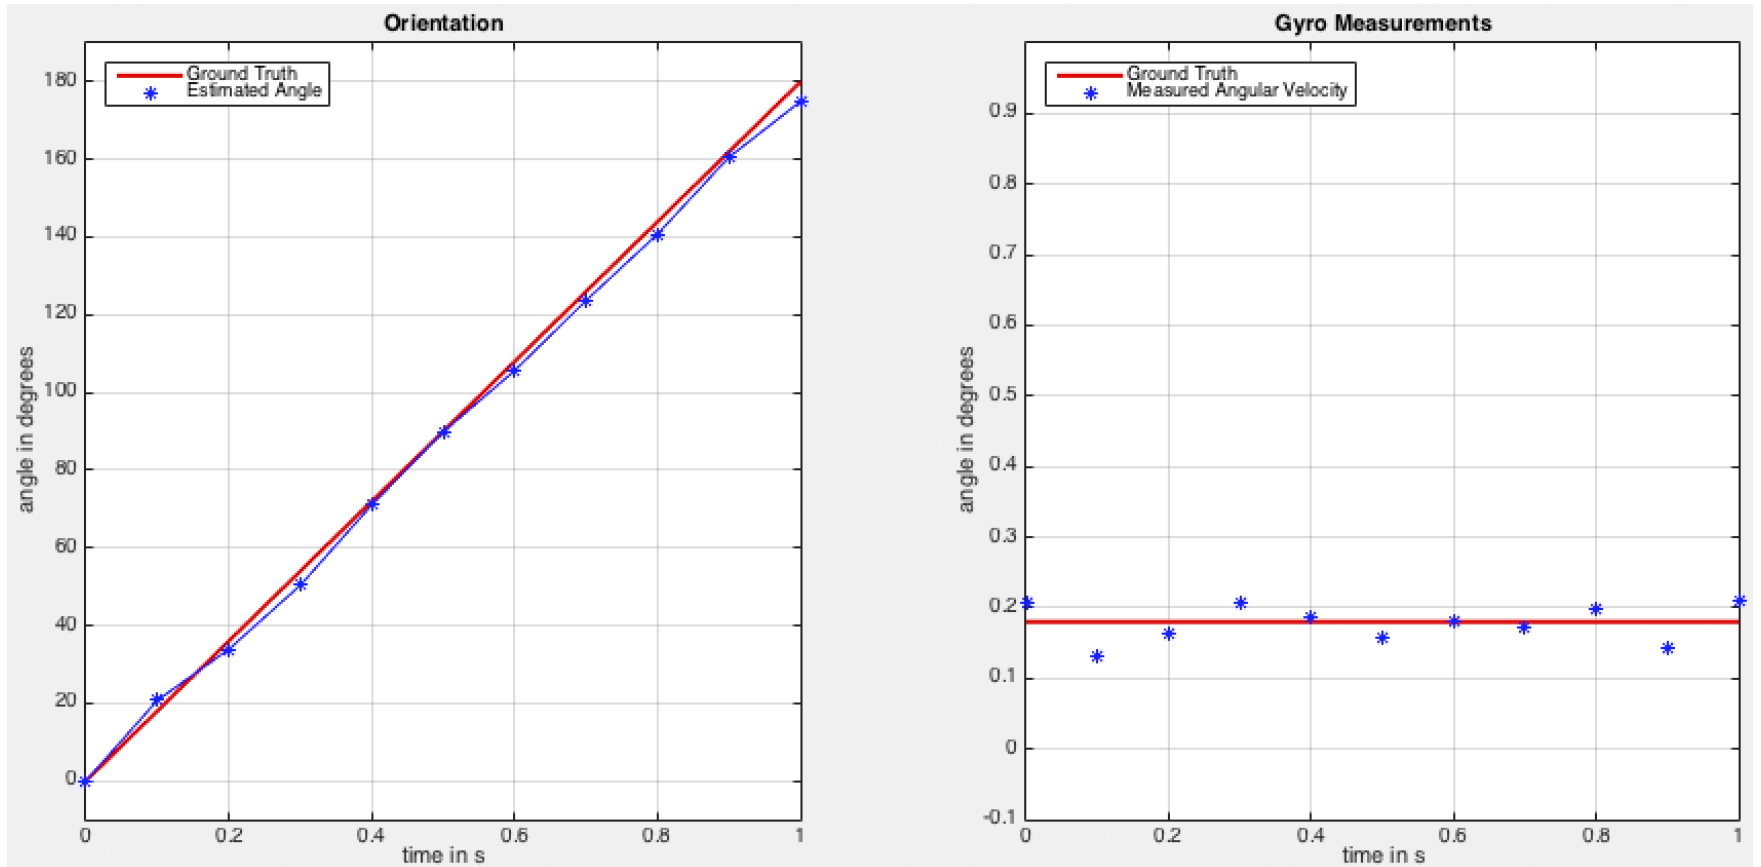 Orientation
Ground Truth
Estimated Angle
180
160
140
120
100
80
60
40
20
0
angle in degrees
0 0.2 0.4 0.6 0.8 1
time in s
Gyro Measurements
Ground Truth
Measured Angular Velocity
0.9
0.8
0.7
0.6
0.5
0.4
0.3
0.2
0.1
0
-0.1
angle in degrees
0 0.2 0.4 0.6 0.8 1
time in s